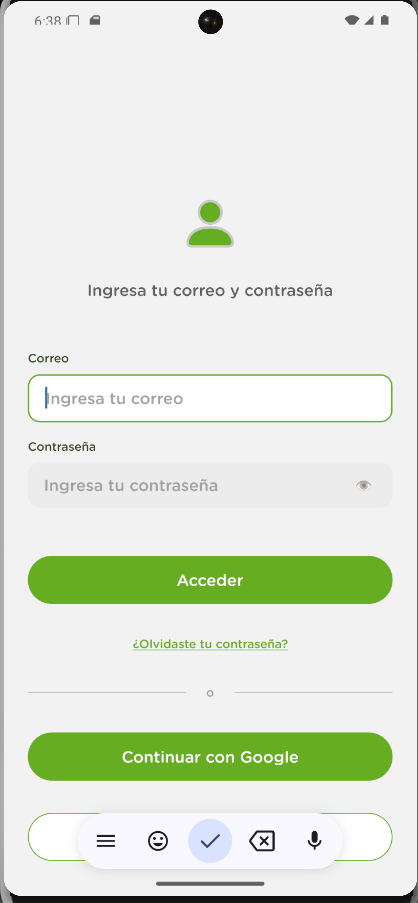 6:38
Ingresa tu correo y contraseña
Correo
Ingresa tu correo
Contraseña
Ingresa tu contraseña
Acceder
¿Olvidaste tu contraseña?
o
Continuar con Google